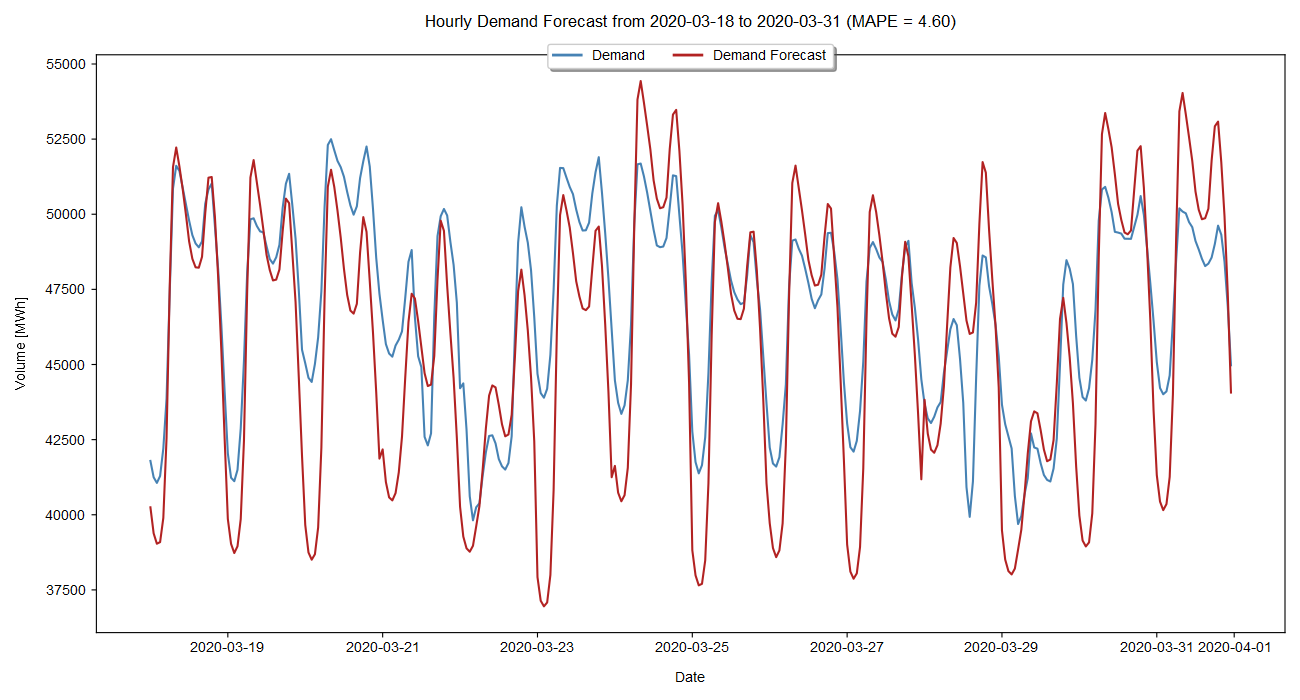 Hourly Demand Forecast from 2020-03-18 to 2020-03-31 (MAPE = 4.60)
Demand Demand Forecast
55000
52500
50000
47500
45000
42500
40000
37500
Volume [MWh]
2020-03-19 2020-03-21 2020-03-23 2020-03-25 2020-03-27 2020-03-29 2020-03-31 2020-04-01
Date